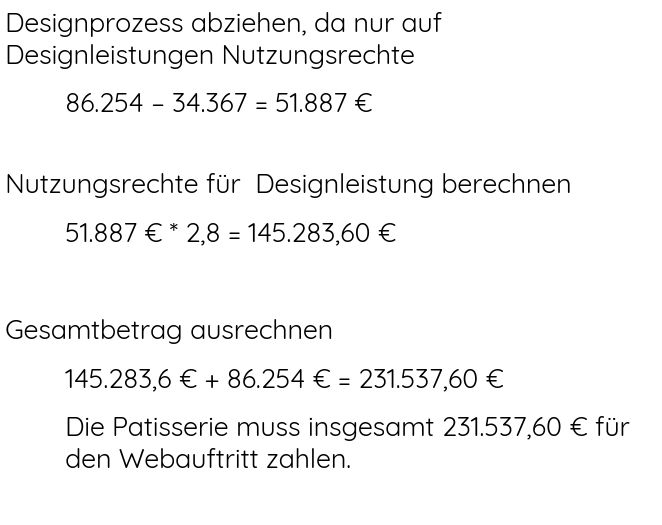 Designprozess abziehen, da nur auf
Designleistungen Nutzungsrechte
86.254 – 34.367 = 51.887 €
Nutzungsrechte für Designleistung berechnen
51.887 € * 2,8 = 145.283,60 €
Gesamtbetrag ausrechnen
145.283,6 € + 86.254 € = 231.537,60 €
Die Patisserie muss insgesamt 231.537,60 € für
den Webauftritt zahlen.